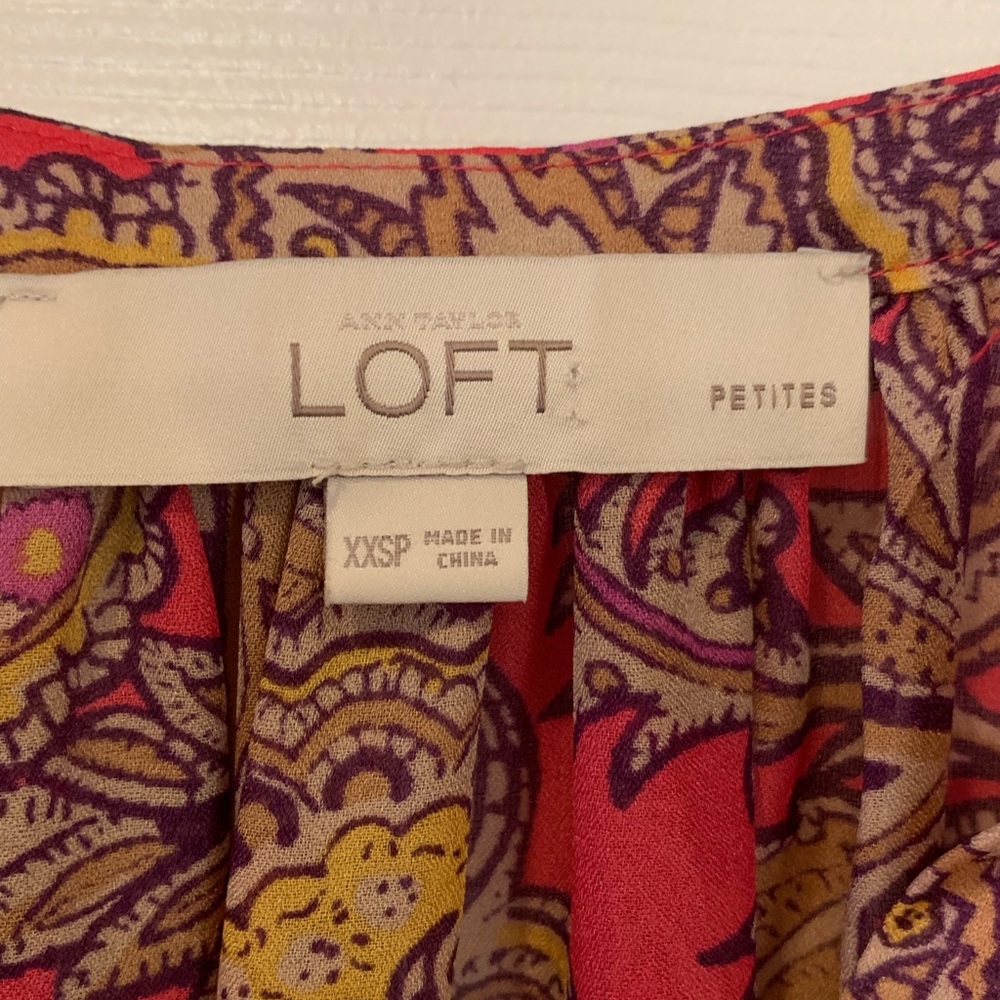 ANN TAYLOR
LOFT
PETITES
XXSP
MADE IN
CHINA